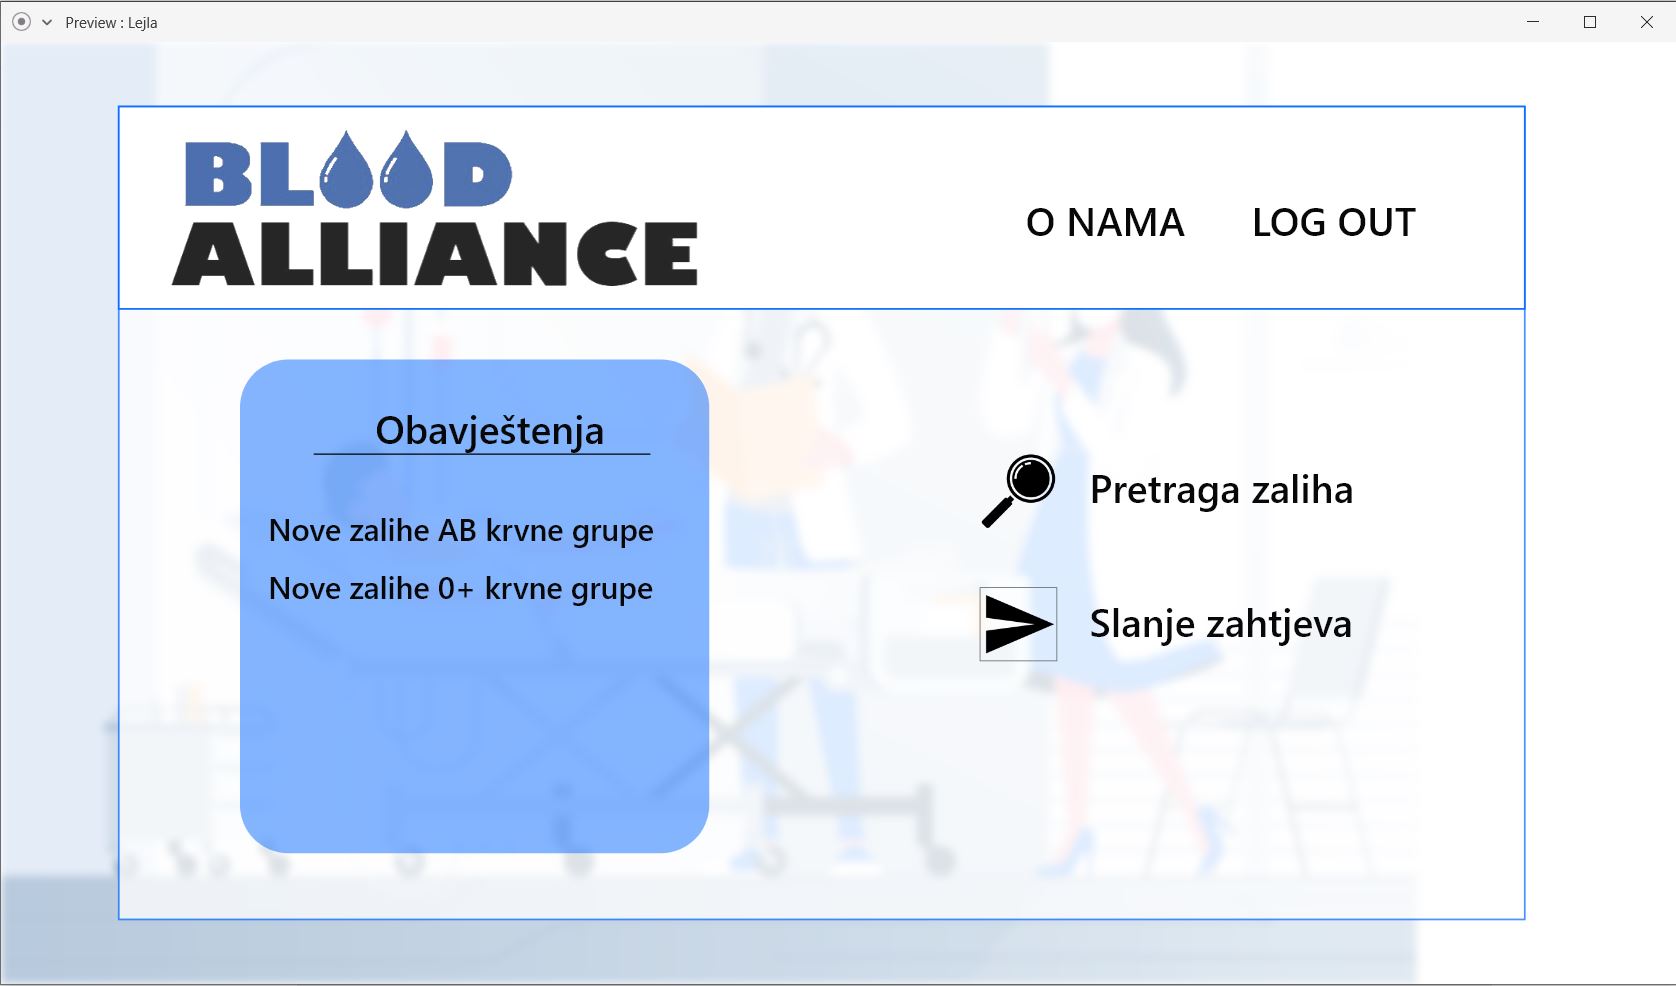 Preview : Lejla
BLOOD
ALLIANCE
O NAMA
LOG OUT
Obavještenja
Nove zalihe AB krvne grupe
Nove zalihe 0+ krvne grupe
Pretraga zaliha
Slanje zahtjeva